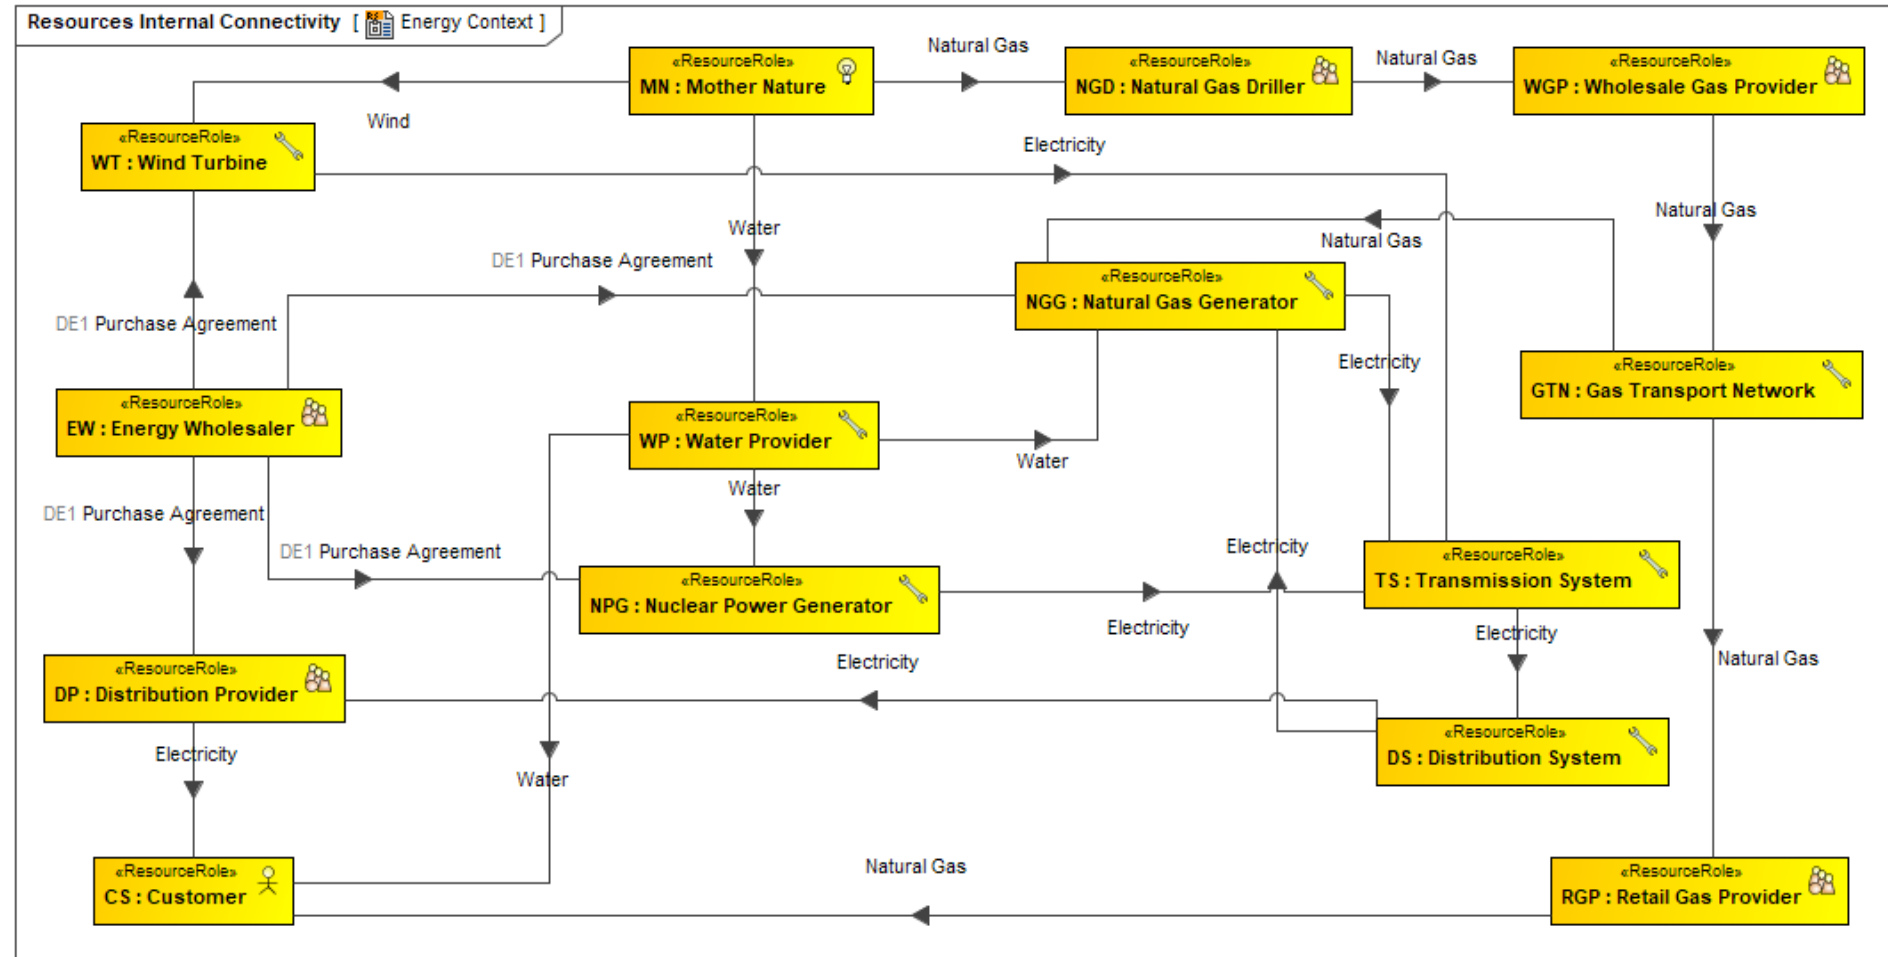 Resources Internal Connectivity [ Energy Context ]
Natural Gas
Natural Gas
«ResourceRole»
MN : Mother Nature
«ResourceRole»
NGD : Natural Gas Driller
«ResourceRole»
WGP : Wholesale Gas Provider
Wind
«ResourceRole»
WT : Wind Turbine
Electricity
Water
Natural Gas
Natural Gas
DE1 Purchase Agreement
«ResourceRole»
NGG : Natural Gas Generator
DE1 Purchase Agreement
Electricity
«ResourceRole»
GTN : Gas Transport Network
«ResourceRole»
EW : Energy Wholesaler
«ResourceRole»
WP : Water Provider
Water
Water
DE1 Purchase Agreement
DE1 Purchase Agreement
Electricity
«ResourceRole»
TS : Transmission System
«ResourceRole»
NPG : Nuclear Power Generator
Electricity
Electricity
Electricity
Natural Gas
«ResourceRole»
DP : Distribution Provider
«ResourceRole»
DS : Distribution System
Electricity
Water
Natural Gas
«ResourceRole»
CS : Customer
«ResourceRole»
RGP : Retail Gas Provider